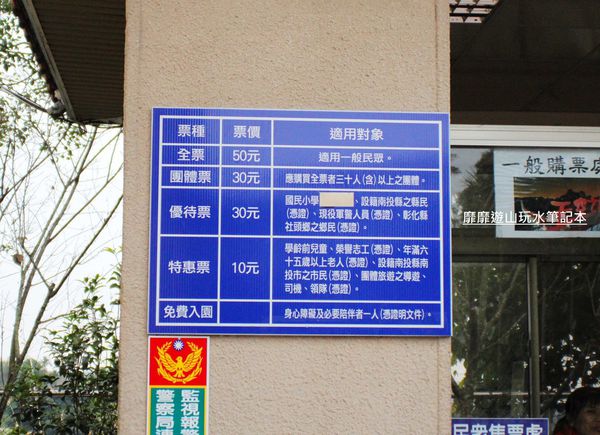 票種 票價 適用對象
全票 50元 適用一般民眾。
團體票 30元 應購買全票者三十人(含)以上之團體。
優待票 30元 國民小學 、設籍南投縣之縣民
(憑證)、現役軍警人員(憑證)、彰化縣
社頭鄉之鄉民(憑證)。
特惠票 10元 學齡前兒童、榮譽志工(憑證)、年滿六
十五歲以上老人(憑證)、設籍南投縣南
投市之市民(憑證)、團體旅遊之導遊、
司機、領隊(憑證)。
免費入園 身心障礙及必要陪伴者一人(憑證明文件)。
一般購票處
靡靡遊山玩水筆記本
監視報警
警察局連
民眾售票處